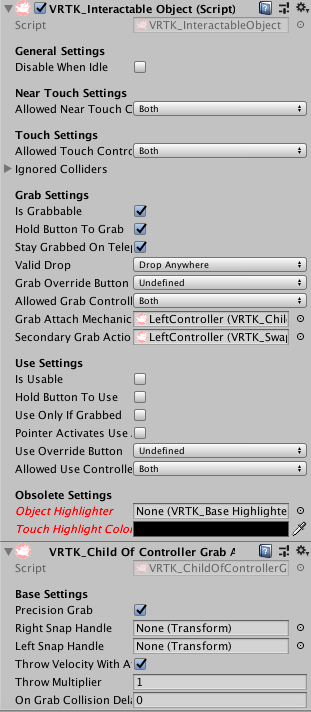 VRTK_Interactable Object (Script)
Script VRTK_InteractableObject
General Settings
Disable When Idle
Near Touch Settings
Allowed Near Touch C Both
Touch Settings
Allowed Touch Contro Both
Ignored Colliders
Grab Settings
Is Grabbable
Hold Button To Grab
Stay Grabbed On Tele
Valid Drop Drop Anywhere
Grab Override Button Undefined
Allowed Grab Controll Both
Grab Attach Mechanic LeftController (VRTK_Chil
Secondary Grab Actio LeftController (VRTK_Swa
Use Settings
Is Usable
Hold Button To Use
Use Only If Grabbed
Pointer Activates Use
Use Override Button Undefined
Allowed Use Controlle Both
Obsolete Settings
Object Highlighter None (VRTK_Base Highlighte
Touch Highlight Colo
VRTK_Child Of Controller Grab A
Script VRTK_ChildOfControllerG
Base Settings
Precision Grab
Right Snap Handle None (Transform)
Left Snap Handle None (Transform)
Throw Velocity With A
Throw Multiplier 1
On Grab Collision Dela 0